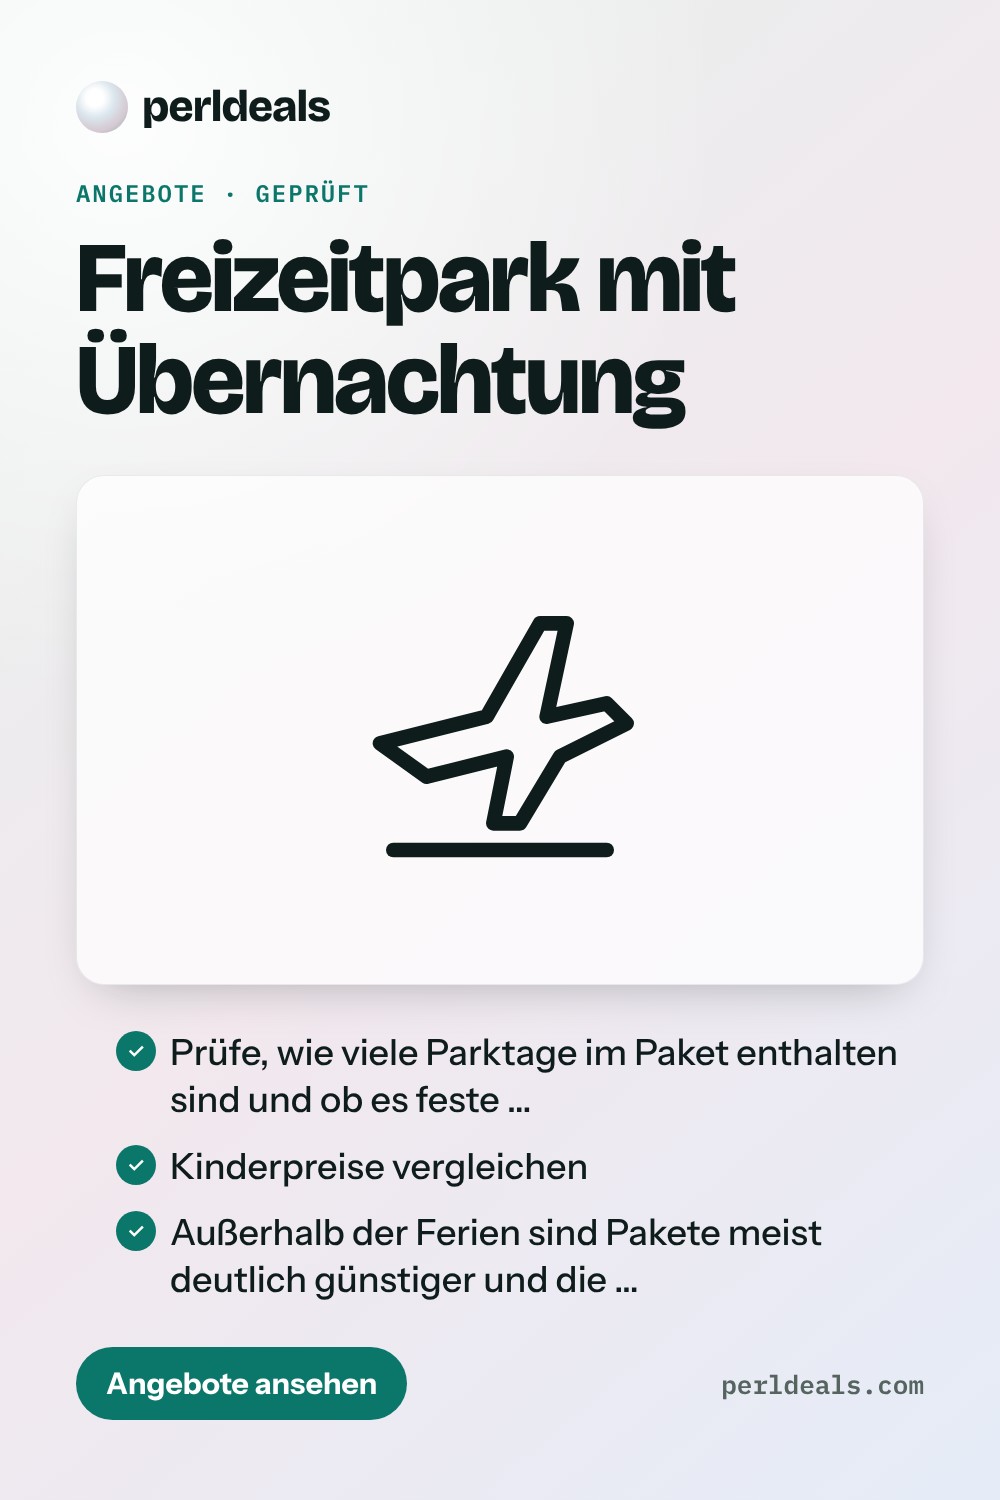 perldeals
ANGEBOTE · GEPRÜFT
Freizeitpark mit
Übernachtung
Prüfe, wie viele Parktage im Paket enthalten
sind und ob es feste ...
Kinderpreise vergleichen
Außerhalb der Ferien sind Pakete meist
deutlich günstiger und die ...
Angebote ansehen
perldeals.com